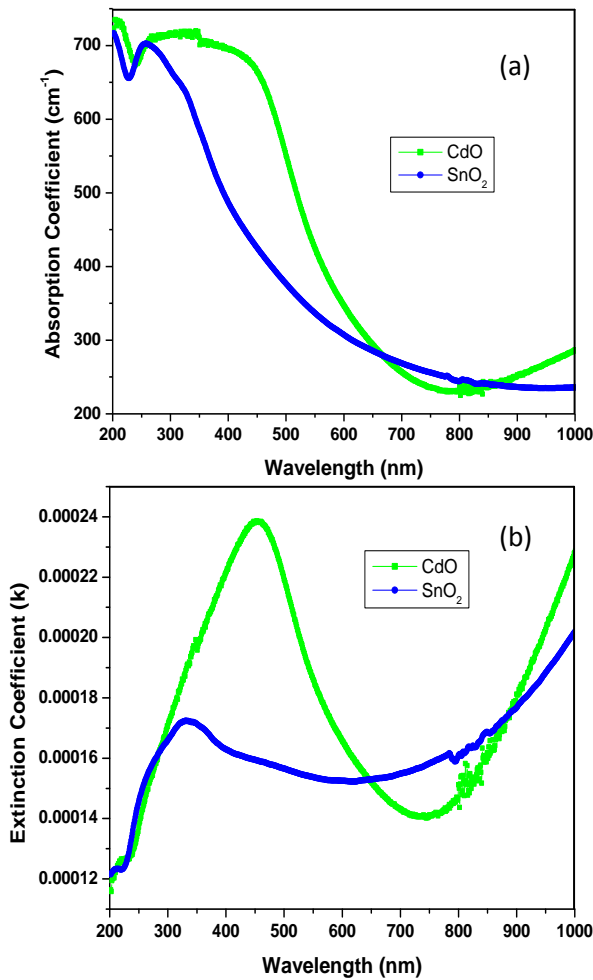 (a)
700
600
500
400
300
200
200 300 400 500 600 700 800 900 1000
Absorption Coefficient (cm⁻¹)
Wavelength (nm)
CdO
SnO₂
(b)
0.00024
0.00022
0.00020
0.00018
0.00016
0.00014
0.00012
200 300 400 500 600 700 800 900 1000
Extinction Coefficient (k)
Wavelength (nm)
CdO
SnO₂